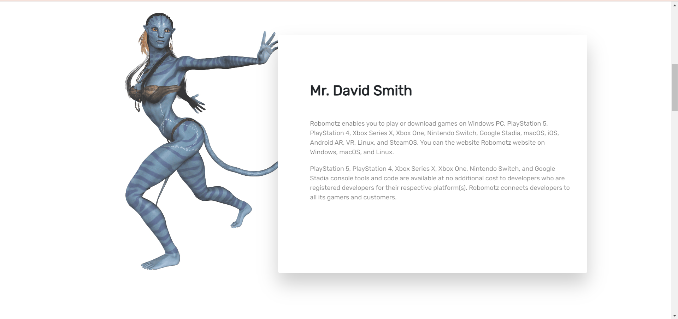 Mr. David Smith
Robomotz enables you to play or download games on Windows PC, PlayStation 5,
PlayStation 4, Xbox Series X, Xbox One, Nintendo Switch, Google Stadia, macOS, iOS,
Android AR, VR, Linux, and SteamOS. You can the website Robomotz website on
Windows, macOS, and Linux.
PlayStation 5, PlayStation 4, Xbox Series X, Xbox One, Nintendo Switch, and Google
Stadia console tools and code are available at no additional cost to developers who are
registered developers for their respective platform(s). Robomotz connects developers to
all its gamers and customers.